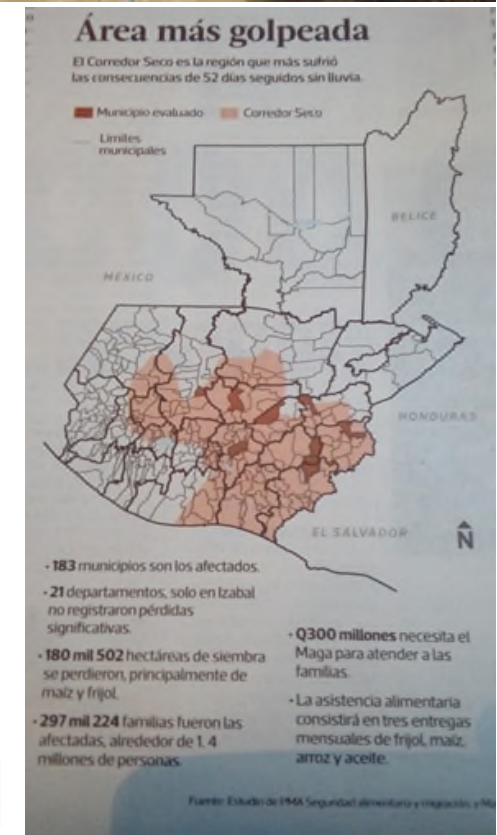 Área más golpeada
El Corredor Seco es la región que más sufrió
las consecuencias de 52 días seguidos sin lluvia.
Municipio evaluado
Corredor Seco
Límites
municipales
BELICE
MÉXICO
HONDURAS
EL SALVADOR
N
• 183 municipios son los afectados.
• 21 departamentos, solo en Izabal
no registraron pérdidas
significativas.
• 180 mil 502 hectáreas de siembra
se perdieron, principalmente de
maíz y frijol.
• 297 mil 224 familias fueron las
afectadas, alrededor de 1.4
millones de personas.
• Q300 millones necesita el
Maga para atender a las
familias.
• La asistencia alimentaria
consistirá en tres entregas
mensuales de frijol, maíz,
arroz y aceite.
Fuente: Estudio de PMA Seguridad alimentaria y migración, y